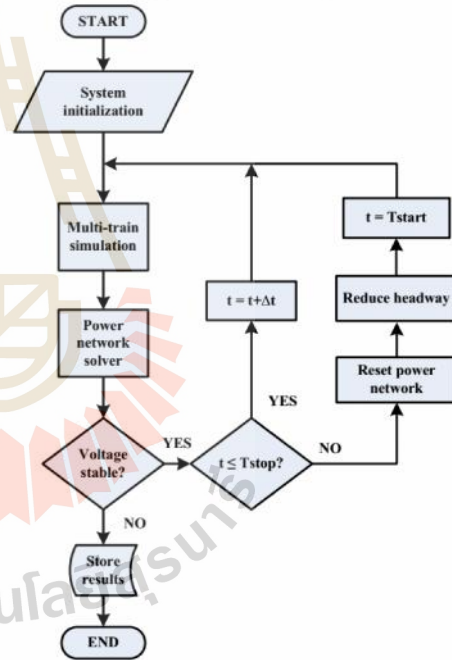 START
System
initialization
Multi-train
simulation
t = Tstart
t = t+Δt
Reduce headway
Power
network
solver
Reset power
network
YES
Voltage
stable?
YES
t ≤ Tstop?
NO
NO
Store
results
END